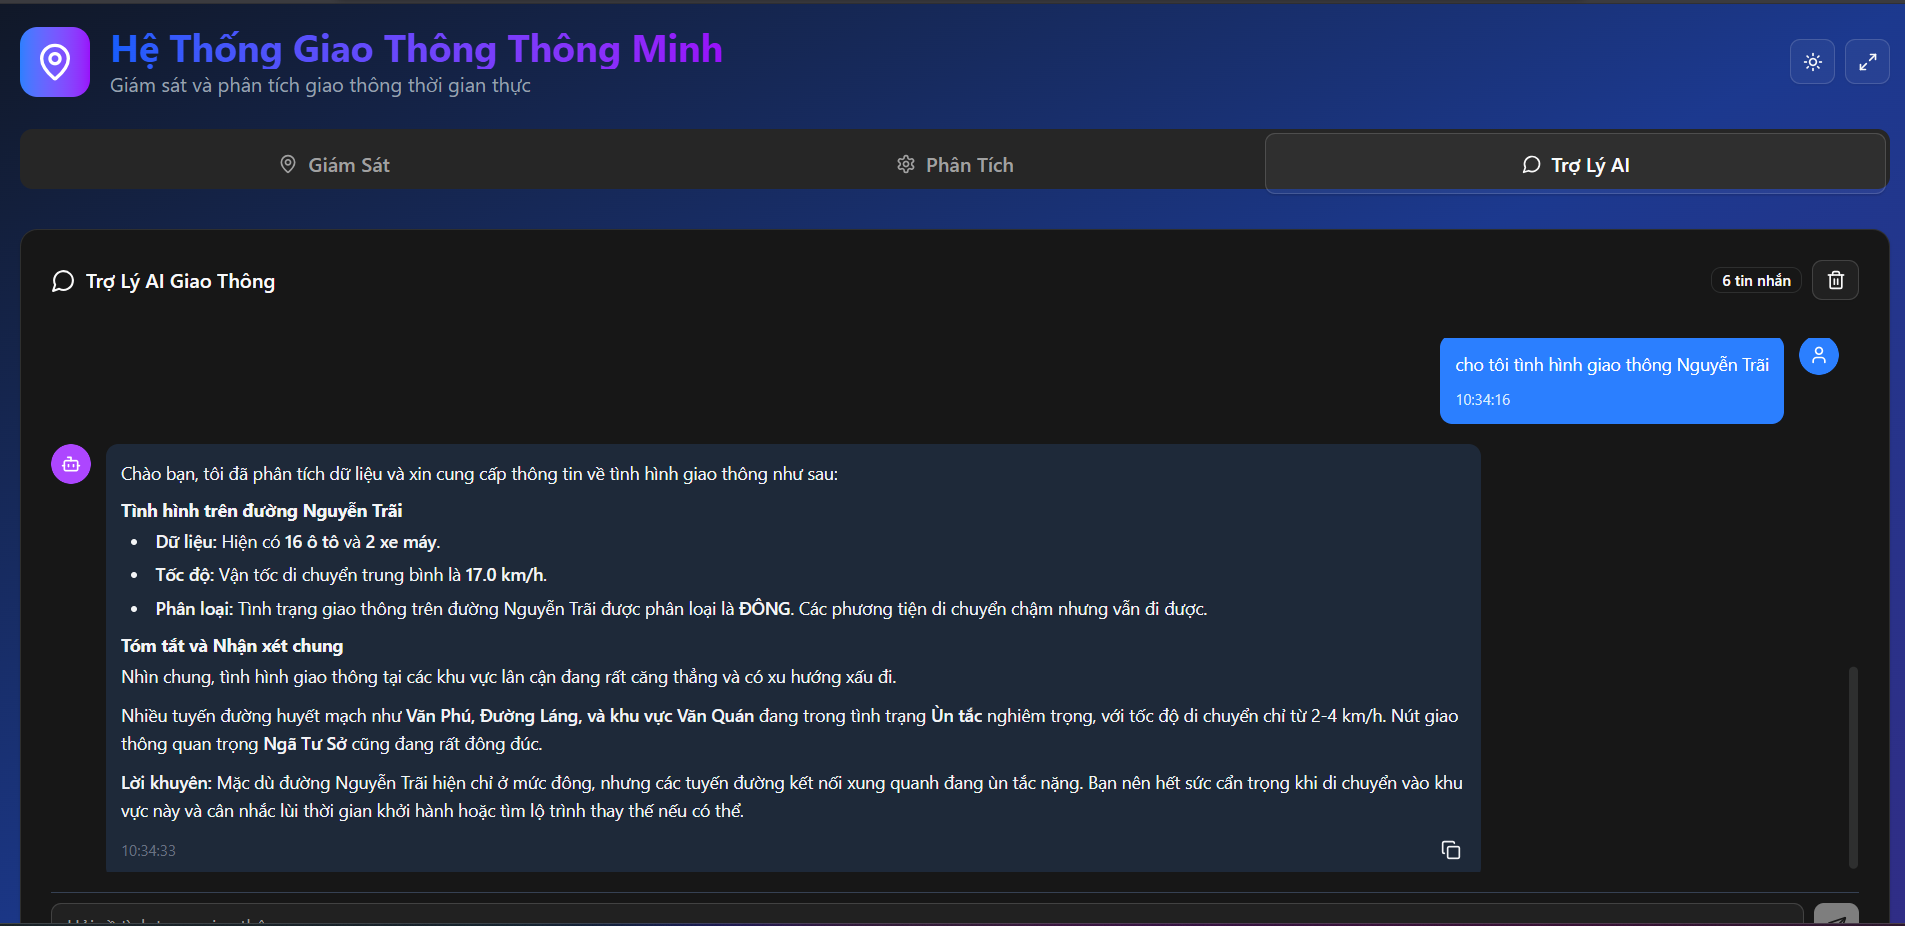 Hệ Thống Giao Thông Thông Minh
Giám sát và phân tích giao thông thời gian thực
Giám Sát
Phân Tích
Trợ Lý AI
Trợ Lý AI Giao Thông
6 tin nhắn
cho tôi tình hình giao thông Nguyễn Trãi
10:34:16
Chào bạn, tôi đã phân tích dữ liệu và xin cung cấp thông tin về tình hình giao thông như sau:
Tình hình trên đường Nguyễn Trãi
• Dữ liệu: Hiện có 16 ô tô và 2 xe máy.
• Tốc độ: Vận tốc di chuyển trung bình là 17.0 km/h.
• Phân loại: Tình trạng giao thông trên đường Nguyễn Trãi được phân loại là ĐÔNG. Các phương tiện di chuyển chậm nhưng vẫn đi được.
Tóm tắt và Nhận xét chung
Nhìn chung, tình hình giao thông tại các khu vực lân cận đang rất căng thẳng và có xu hướng xấu đi.
Nhiều tuyến đường huyết mạch như Văn Phú, Đường Láng, và khu vực Văn Quán đang trong tình trạng Ùn tắc nghiêm trọng, với tốc độ di chuyển chỉ từ 2-4 km/h. Nút giao
thông quan trọng Ngã Tư Sở cũng đang rất đông đúc.
Lời khuyên: Mặc dù đường Nguyễn Trãi hiện chỉ ở mức đông, nhưng các tuyến đường kết nối xung quanh đang ùn tắc nặng. Bạn nên hết sức cẩn trọng khi di chuyển vào khu
vực này và cân nhắc lùi thời gian khởi hành hoặc tìm lộ trình thay thế nếu có thể.
10:34:33